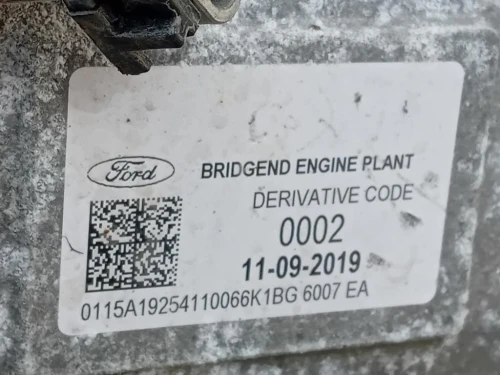 Ford
BRIDGEND ENGINE PLANT
DERIVATIVE CODE
0002
11-09-2019
0115A19254110066K1BG 6007 EA